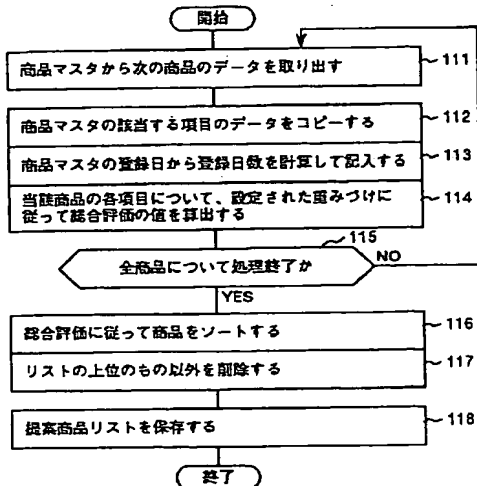 開始
商品マスタから次の商品のデータを取り出す
111
商品マスタの該当する項目のデータをコピーする
112
商品マスタの登録日から登録日数を計算して記入する
113
当該商品の各項目について、設定された重みづけに
従って総合評価の値を算出する
114
115
全商品について処理終了か
NO
YES
総合評価に従って商品をソートする
116
リストの上位のもの以外を削除する
117
提案商品リストを保存する
118
終了